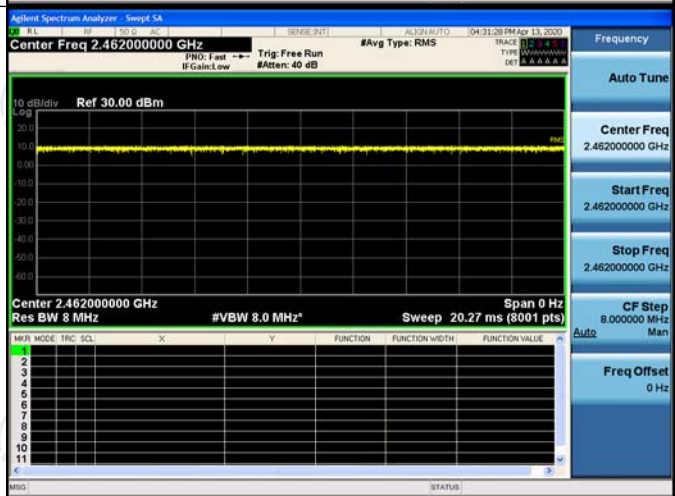 Agilent Spectrum Analyzer - Swept SA
RL RF 50 Ω AC SENSE:INT ALIGN AUTO 04:31:28 PM Apr 13, 2020
Center Freq 2.462000000 GHz #Avg Type: RMS TRACE 1 2 3 4 5 6
PNO: Fast Trig: Free Run TYPE
IFGain:Low #Atten: 40 dB DET A A A A A A
Frequency
Auto Tune
10 dB/div Ref 30.00 dBm
Log
20.0
10.0
RMS
0.00
-10.0
-20.0
-30.0
-40.0
-50.0
-60.0
Center Freq
2.462000000 GHz
Start Freq
2.462000000 GHz
Stop Freq
2.462000000 GHz
Center 2.462000000 GHz Span 0 Hz
Res BW 8 MHz #VBW 8.0 MHz* Sweep 20.27 ms (8001 pts)
CF Step
8.000000 MHz
Auto Man
Freq Offset
0 Hz
MKR MODE TRC SCL X Y FUNCTION FUNCTION WIDTH FUNCTION VALUE
1
2
3
4
5
6
7
8
9
10
11
MSG STATUS